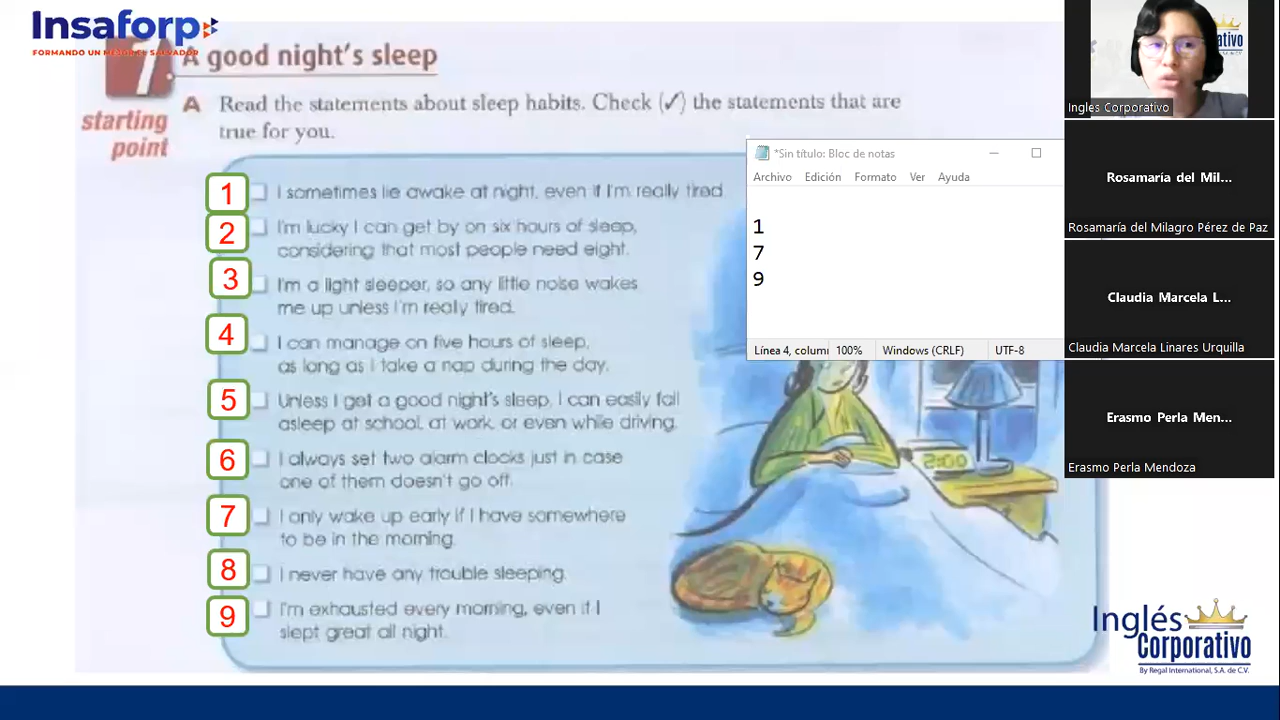 Insaforp
FORMANDO UN MEJOR EL SALVADOR
7
A good night's sleep
starting
point
A Read the statements about sleep habits. Check (✓) the statements that are
true for you.
1 I sometimes lie awake at night, even if I'm really tired.
2 I'm lucky I can get by on six hours of sleep,
considering that most people need eight.
3 I'm a light sleeper, so any little noise wakes
me up unless I'm really tired.
4 I can manage on five hours of sleep,
as long as I take a nap during the day.
5 Unless I get a good night's sleep, I can easily fall
asleep at school, at work, or even while driving.
6 I always set two alarm clocks just in case
one of them doesn't go off.
7 I only wake up early if I have somewhere
to be in the morning.
8 I never have any trouble sleeping.
9 I'm exhausted every morning, even if I
slept great all night.
2:00
*Sin título: Bloc de notas
Archivo Edición Formato Ver Ayuda
1
7
9
Línea 4, column 100% Windows (CRLF) UTF-8
Inglés Corporativo
Rosamaría del Mil...
Rosamaría del Milagro Pérez de Paz
Claudia Marcela L...
Claudia Marcela Linares Urquilla
Erasmo Perla Men...
Erasmo Perla Mendoza
Inglés
Corporativo
By Regal International, S.A. de C.V.